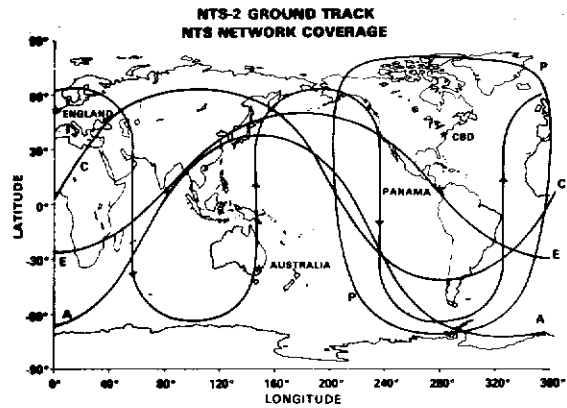 NTS-2 GROUND TRACK
NTS NETWORK COVERAGE
90°
P
60°
ENGLAND
CBD
30°
C
PANAMA
C
LATITUDE
0°
E
E
-30°
AUSTRALIA
P
A
A
-60°
-90°
0° 40° 80° 120° 160° 200° 240° 280° 320° 360°
LONGITUDE